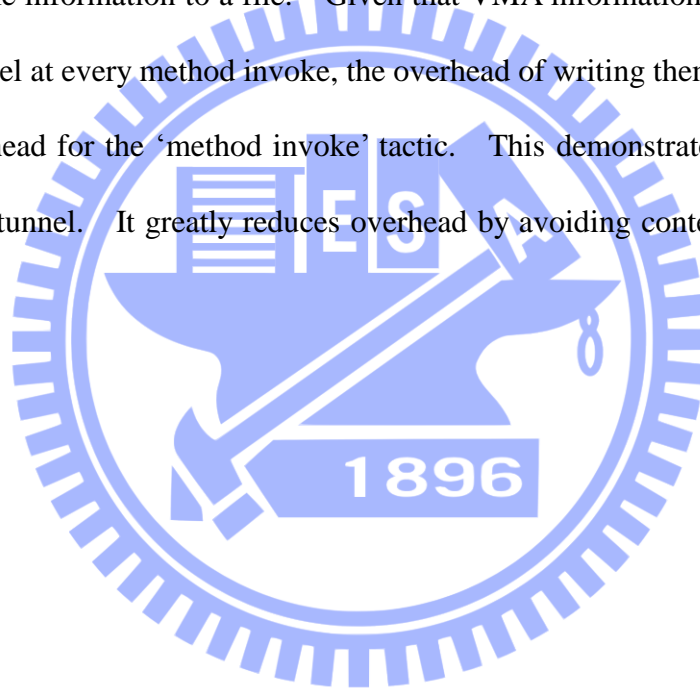 information to a file. Given that VMA information
el at every method invoke, the overhead of writing then
ead for the ‘method invoke’ tactic. This demonstrate
tunnel. It greatly reduces overhead by avoiding conte
E S A
1896